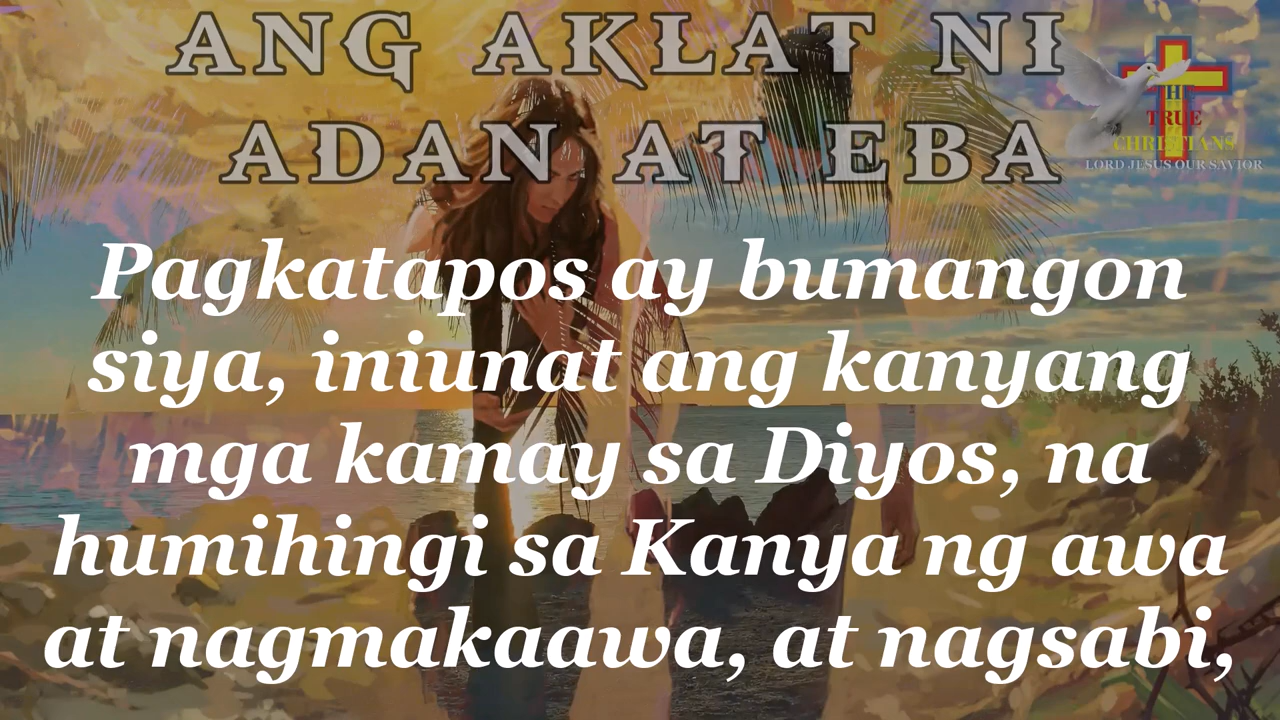 ANG AKLAT NI
ADAN AT EBA
THE
TRUE
CHRISTIANS
LORD JESUS OUR SAVIOR
Pagkatapos ay bumangon
siya, iniunat ang kanyang
mga kamay sa Diyos, na
humihingi sa Kanya ng awa
at nagmakaawa, at nagsabi,